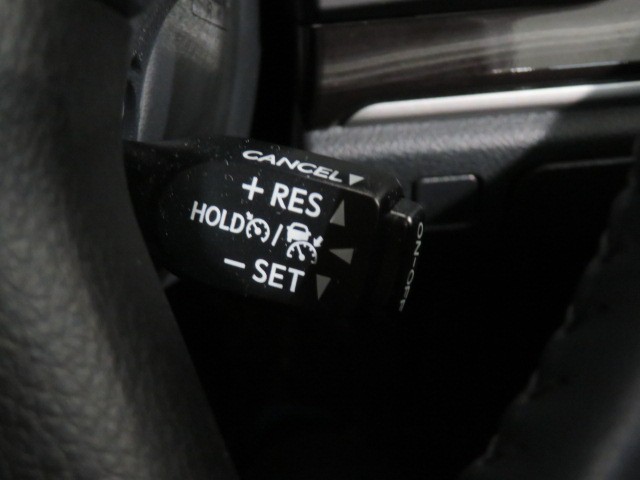 CANCEL▼
+ RES
HOLD /
− SET
ON-OFF